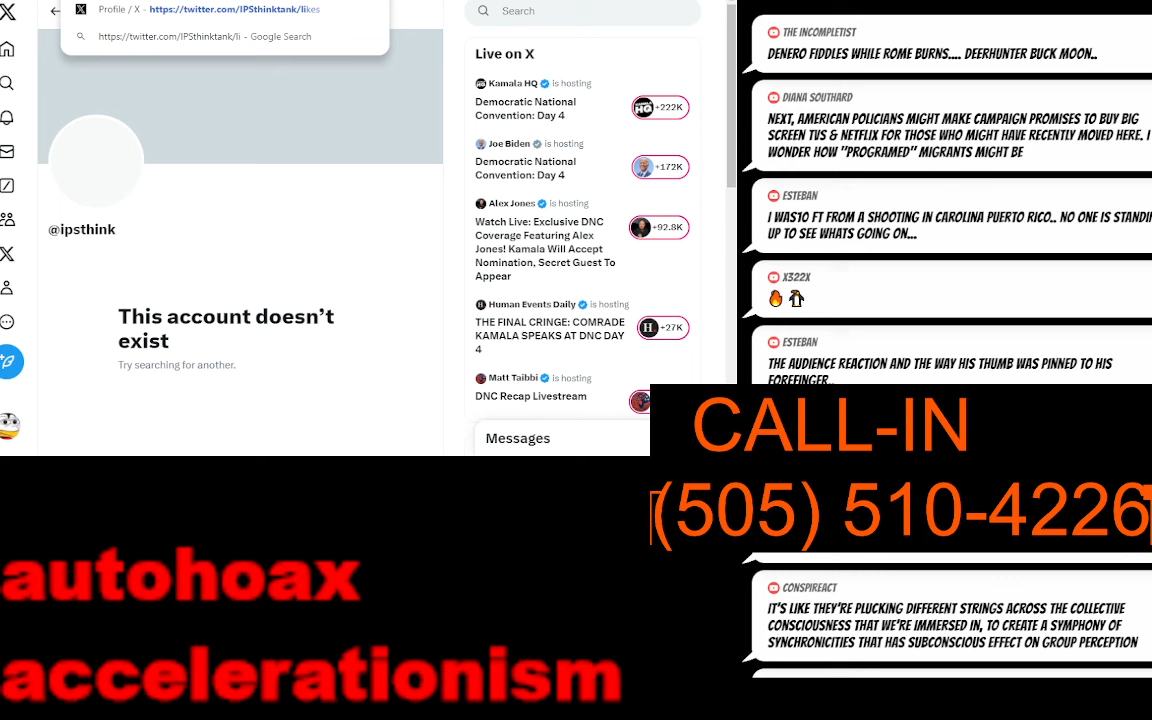 Profile / X - https://twitter.com/IPSthinktank/likes
https://twitter.com/IPSthinktank/li - Google Search
@ipsthink
This account doesn't
exist
Try searching for another.
Search
Live on X
Kamala HQ is hosting
Democratic National
Convention: Day 4
+222K
Joe Biden is hosting
Democratic National
Convention: Day 4
+172K
Alex Jones is hosting
Watch Live: Exclusive DNC
Coverage Featuring Alex
Jones! Kamala Will Accept
Nomination, Secret Guest To
Appear
+92.8K
Human Events Daily is hosting
THE FINAL CRINGE: COMRADE
KAMALA SPEAKS AT DNC DAY
4
+27K
Matt Taibbi is hosting
DNC Recap Livestream
Messages
THE INCOMPLETIST
DENERO FIDDLES WHILE ROME BURNS.... DEERHUNTER BUCK MOON..
DIANA SOUTHARD
NEXT, AMERICAN POLICIANS MIGHT MAKE CAMPAIGN PROMISES TO BUY BIG
SCREEN TVS & NETFLIX FOR THOSE WHO MIGHT HAVE RECENTLY MOVED HERE. I
WONDER HOW "PROGRAMED" MIGRANTS MIGHT BE
ESTEBAN
I WAS10 FT FROM A SHOOTING IN CAROLINA PUERTO RICO.. NO ONE IS STANDIN
UP TO SEE WHATS GOING ON...
X322X
ESTEBAN
THE AUDIENCE REACTION AND THE WAY HIS THUMB WAS PINNED TO HIS
FOREFINGER..
CALL-IN
(505) 510-4226
CONSPIREACT
IT'S LIKE THEY'RE PLUCKING DIFFERENT STRINGS ACROSS THE COLLECTIVE
CONSCIOUSNESS THAT WE'RE IMMERSED IN, TO CREATE A SYMPHONY OF
SYNCHRONICITIES THAT HAS SUBCONSCIOUS EFFECT ON GROUP PERCEPTION
autohoax
accelerationism